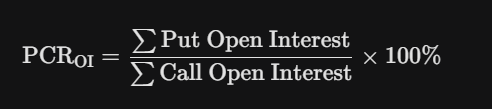 PCR_OI = ∑ Put Open Interest / ∑ Call Open Interest × 100%